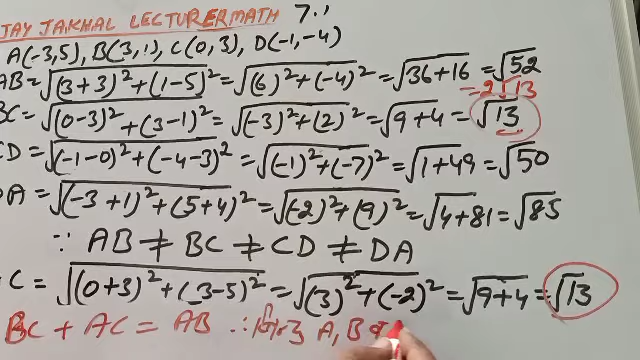 JAY JAKHAL LECTURER MATH 7.1
A(-3,5), B(3,1), C(0,3), D(-1,-4)
AB=√(3+3)²+(1-5)²=√(6)²+(-4)²=√36+16=√52
=2√13
BC=√(0-3)²+(3-1)²=√(-3)²+(2)²=√9+4=√13
CD=√(-1-0)²+(-4-3)²=√(-1)²+(-7)²=√1+49=√50
DA=√(-3+1)²+(5+4)²=√(-2)²+(9)²=√4+81=√85
∵ AB≠BC≠CD≠DA
C=√(0+3)²+(3-5)²=√(3)²+(-2)²=√9+4=√13
BC+AC=AB ∴ बिन्दु A, B